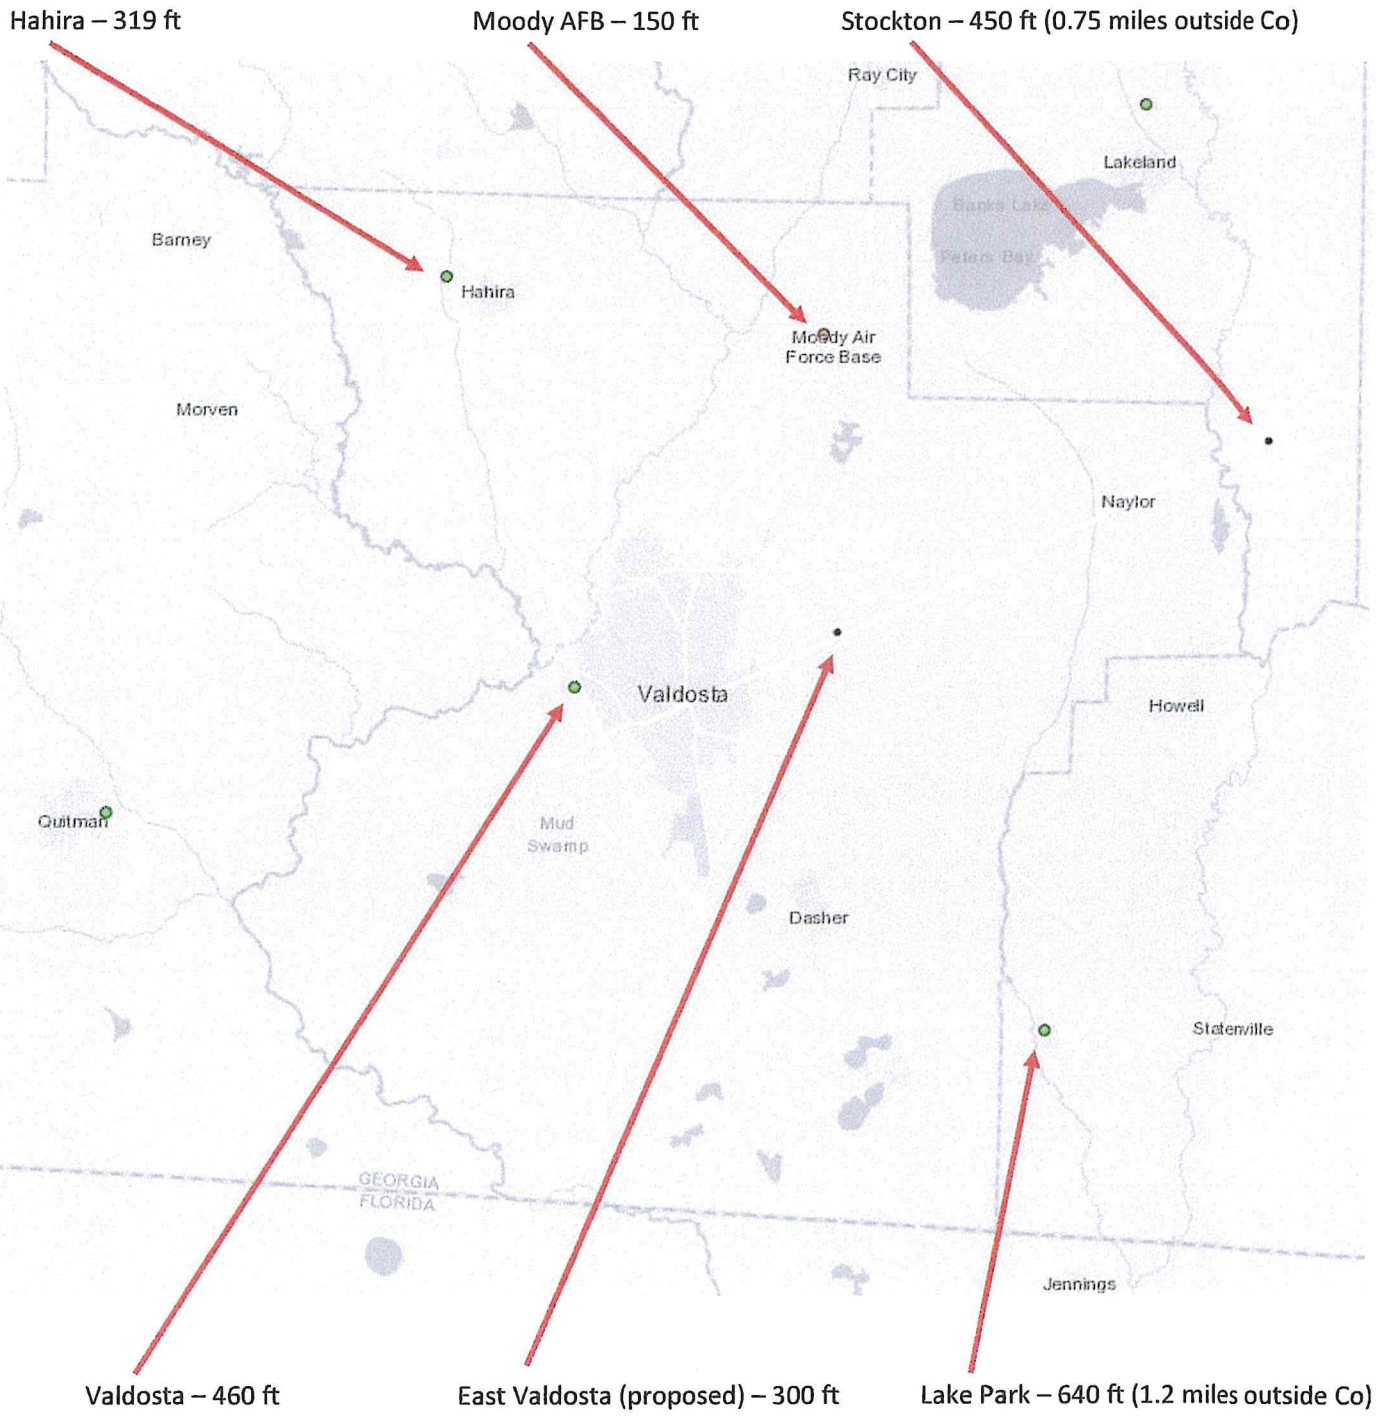 Hahira – 319 ft
Moody AFB – 150 ft
Stockton – 450 ft (0.75 miles outside Co)
Ray City
Lakeland
Banks Lake
Barney
Peters Bay
Hahira
Moody Air
Force Base
Morven
Naylor
Valdosta
Howell
Quitman
Mud
Swamp
Dasher
Statenville
GEORGIA
FLORIDA
Jennings
Valdosta – 460 ft
East Valdosta (proposed) – 300 ft
Lake Park – 640 ft (1.2 miles outside Co)